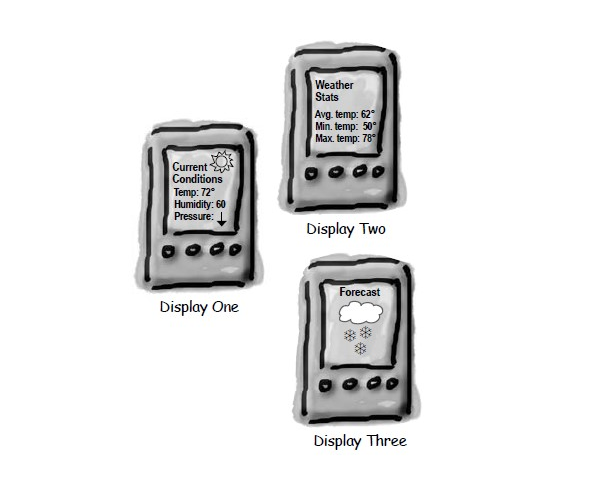 Current
Conditions
Temp: 72°
Humidity: 60
Pressure:
Display One
Weather
Stats
Avg. temp: 62°
Min. temp: 50°
Max. temp: 78°
Display Two
Forecast
Display Three